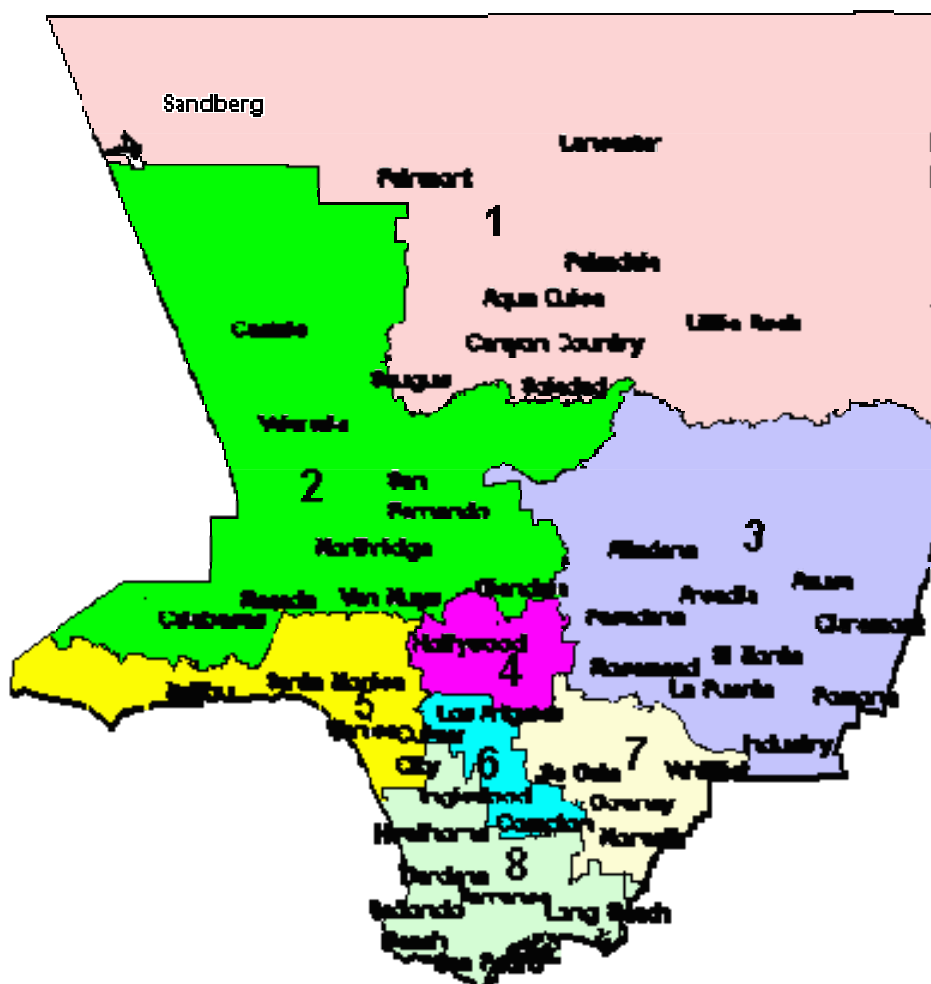 Sandberg
Lancaster
Fairmont
1
Palmdale
Little Rock
Canyon Country
Saugus
Soledad
Castaic
Valencia
2
San
Fernando
3
Northridge
Altadena
Azusa
Arcadia
Glendale
Reseda
Van Nuys
Calabasas
Pasadena
Claremont
Hollywood
4
Rosemead
El Monte
La Puente
Pomona
Santa Monica
5
Los Angeles
Culver
City
6
7
Industry
Whittier
Inglewood
Downey
Compton
Norwalk
Hawthorne
8
Gardena
Torrance
Redondo
Beach
Long Beach
San Pedro